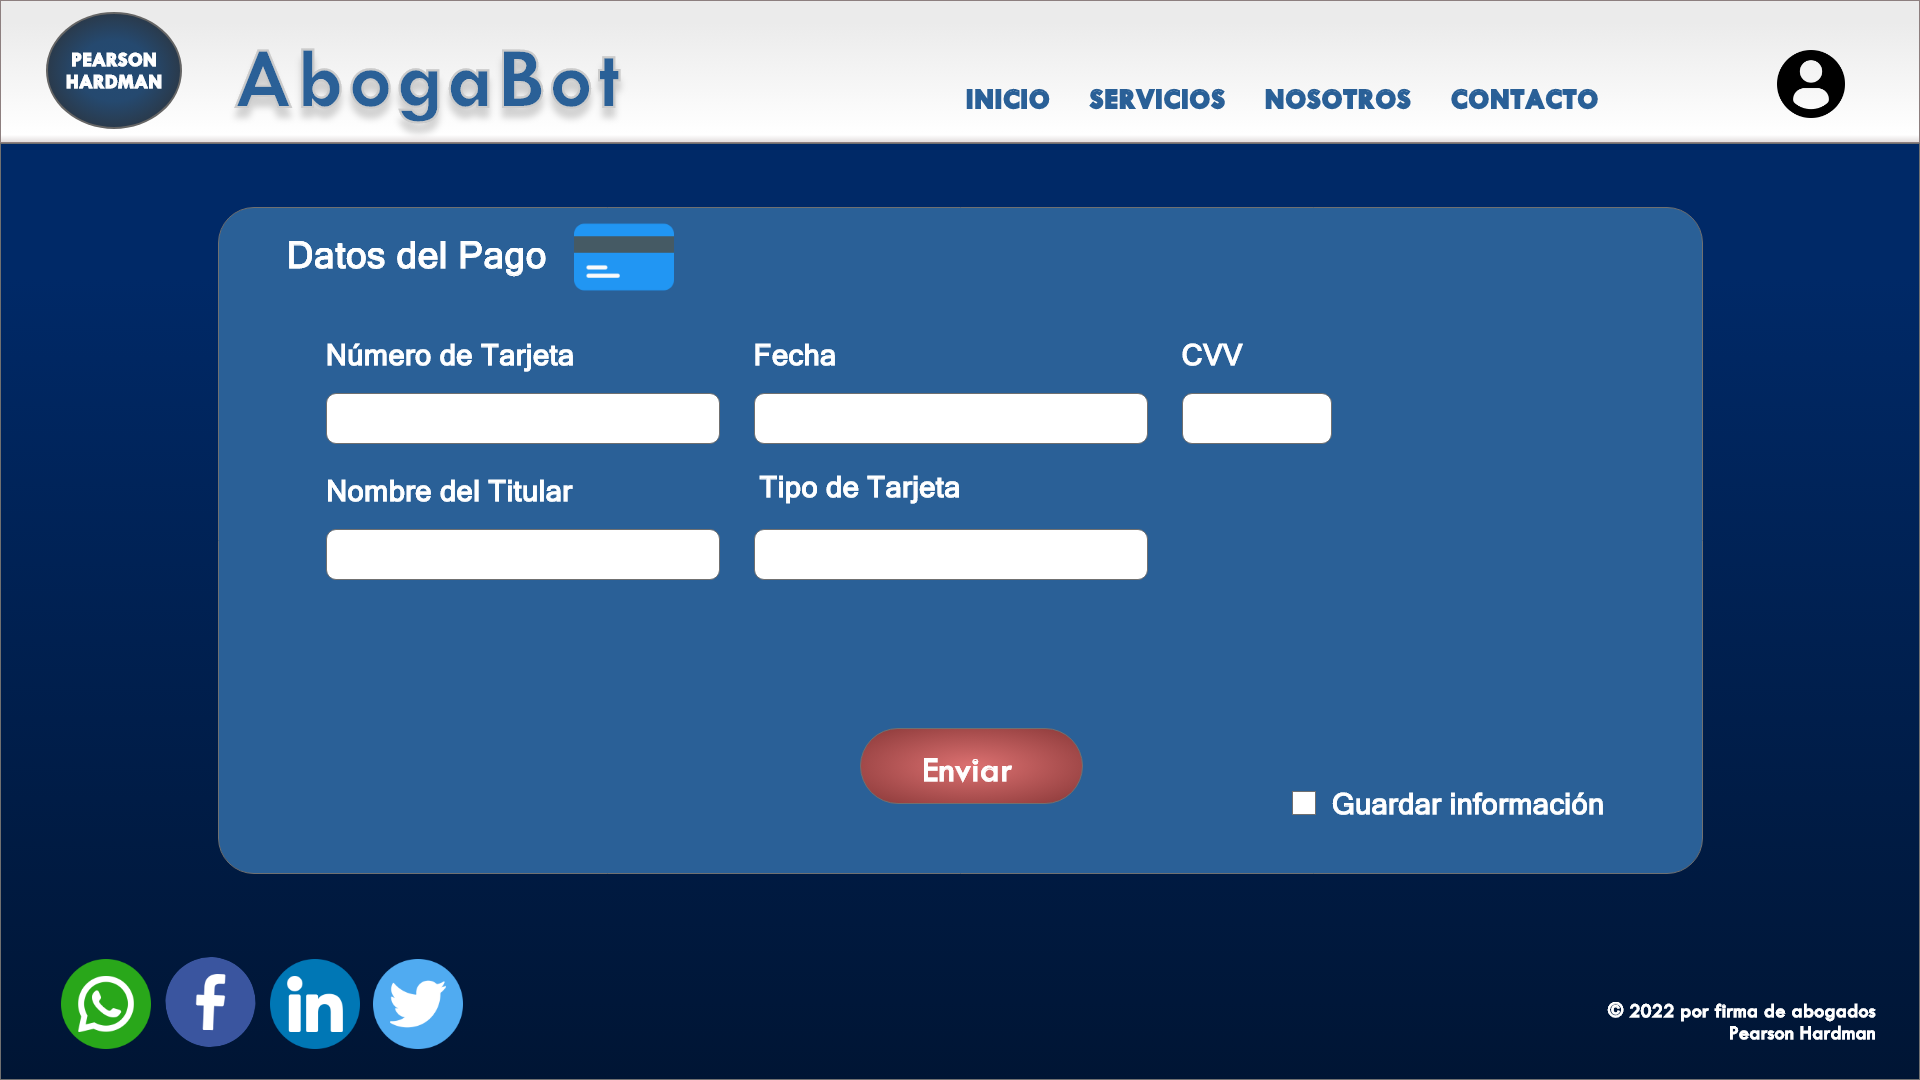 PEARSON
HARDMAN
AbogaBot
INICIO SERVICIOS NOSOTROS CONTACTO
Datos del Pago
Número de Tarjeta Fecha CVV
Nombre del Titular Tipo de Tarjeta
Enviar
Guardar información
© 2022 por firma de abogados
Pearson Hardman